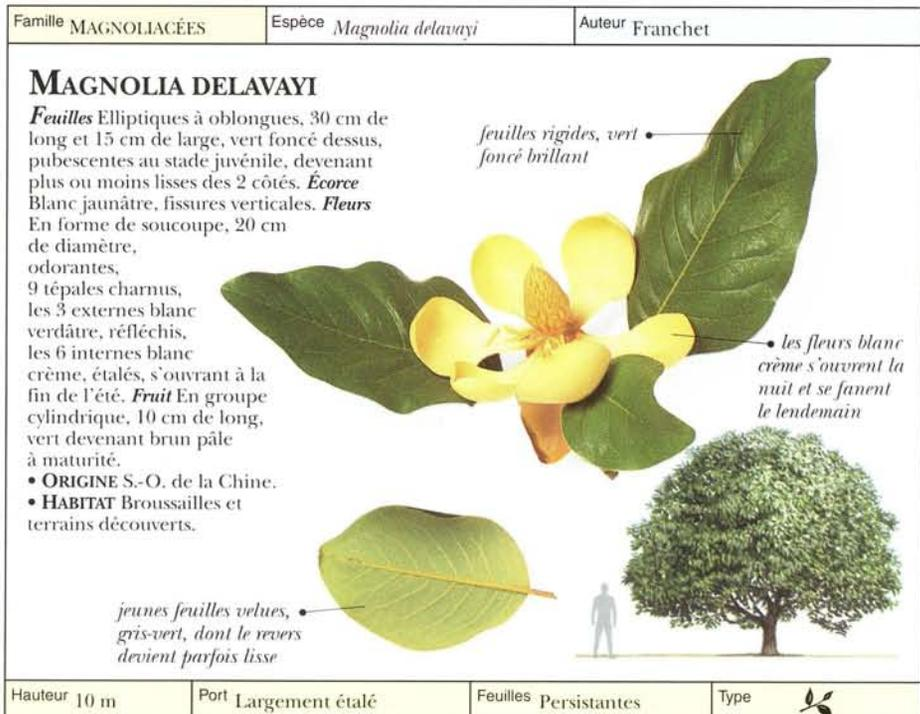 Famille MAGNOLIACÉES
Espèce Magnolia delavayi
Auteur Franchet
MAGNOLIA DELAVAYI
Feuilles Elliptiques à oblongues, 30 cm de
long et 15 cm de large, vert foncé dessus,
pubescentes au stade juvénile, devenant
plus ou moins lisses des 2 côtés. Écorce
Blanc jaunâtre, fissures verticales. Fleurs
En forme de soucoupe, 20 cm
de diamètre,
odorantes,
9 tépales charnus,
les 3 externes blanc
verdâtre, réfléchis,
les 6 internes blanc
crème, étalés, s'ouvrant à la
fin de l'été. Fruit En groupe
cylindrique, 10 cm de long,
vert devenant brun pâle
à maturité.
• ORIGINE S.-O. de la Chine.
• HABITAT Broussailles et
terrains découverts.
feuilles rigides, vert
foncé brillant
les fleurs blanc
crème s'ouvrent la
nuit et se fanent
le lendemain
jeunes feuilles velues,
gris-vert, dont le revers
devient parfois lisse
Hauteur 10 m
Port Largement étalé
Feuilles Persistantes
Type